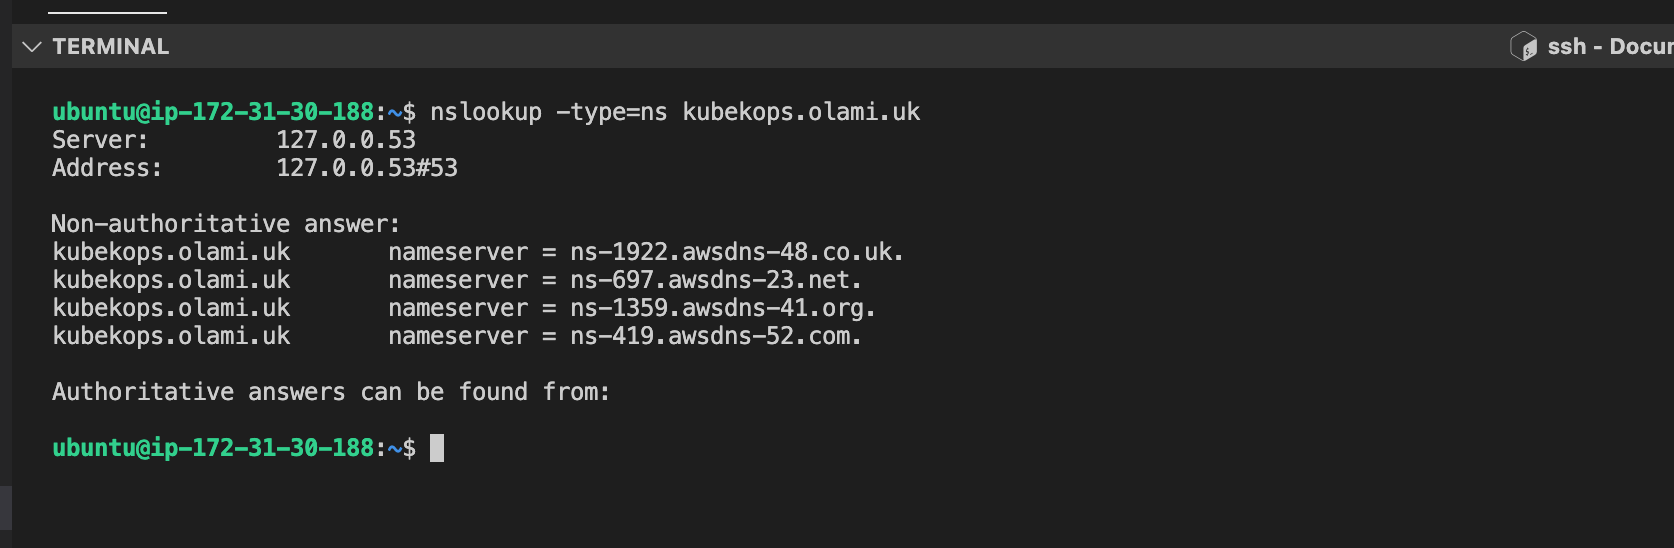 TERMINAL
ssh - Docu
ubuntu@ip-172-31-30-188:~$ nslookup -type=ns kubekops.olami.uk
Server: 127.0.0.53
Address: 127.0.0.53#53
Non-authoritative answer:
kubekops.olami.uk nameserver = ns-1922.awsdns-48.co.uk.
kubekops.olami.uk nameserver = ns-697.awsdns-23.net.
kubekops.olami.uk nameserver = ns-1359.awsdns-41.org.
kubekops.olami.uk nameserver = ns-419.awsdns-52.com.
Authoritative answers can be found from:
ubuntu@ip-172-31-30-188:~$